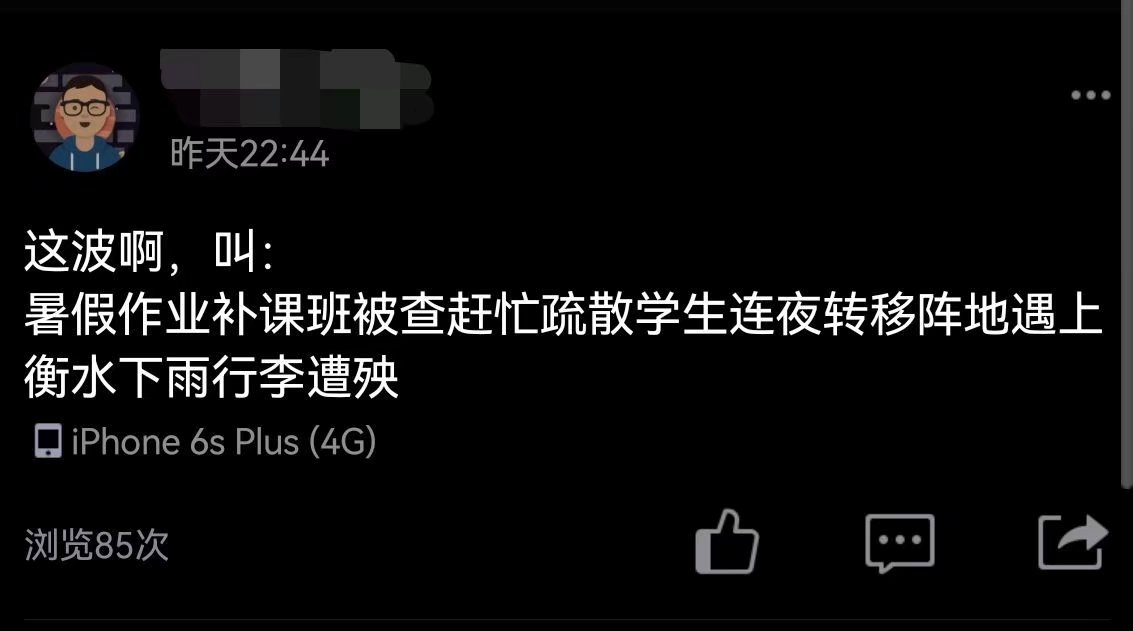 昨天22:44
这波啊，叫：
暑假作业补课班被查赶忙疏散学生连夜转移阵地遇上
衡水下雨行李遭殃
iPhone 6s Plus (4G)
浏览85次